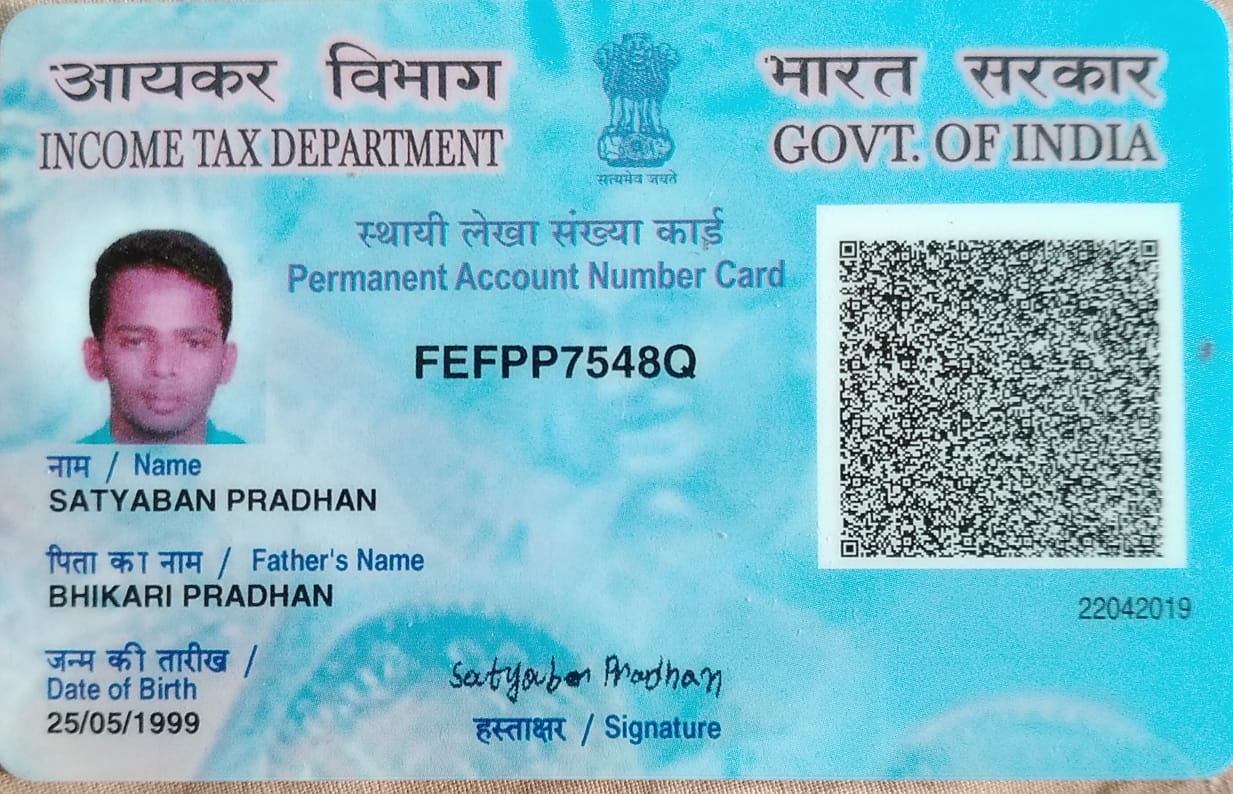 आयकर विभाग
INCOME TAX DEPARTMENT
सत्यमेव जयते
भारत सरकार
GOVT. OF INDIA
स्थायी लेखा संख्या कार्ड
Permanent Account Number Card
FEFPP7548Q
नाम / Name
SATYABAN PRADHAN
पिता का नाम / Father's Name
BHIKARI PRADHAN
22042019
जन्म की तारीख /
Date of Birth
25/05/1999
Satyaban Pradhan
हस्ताक्षर / Signature